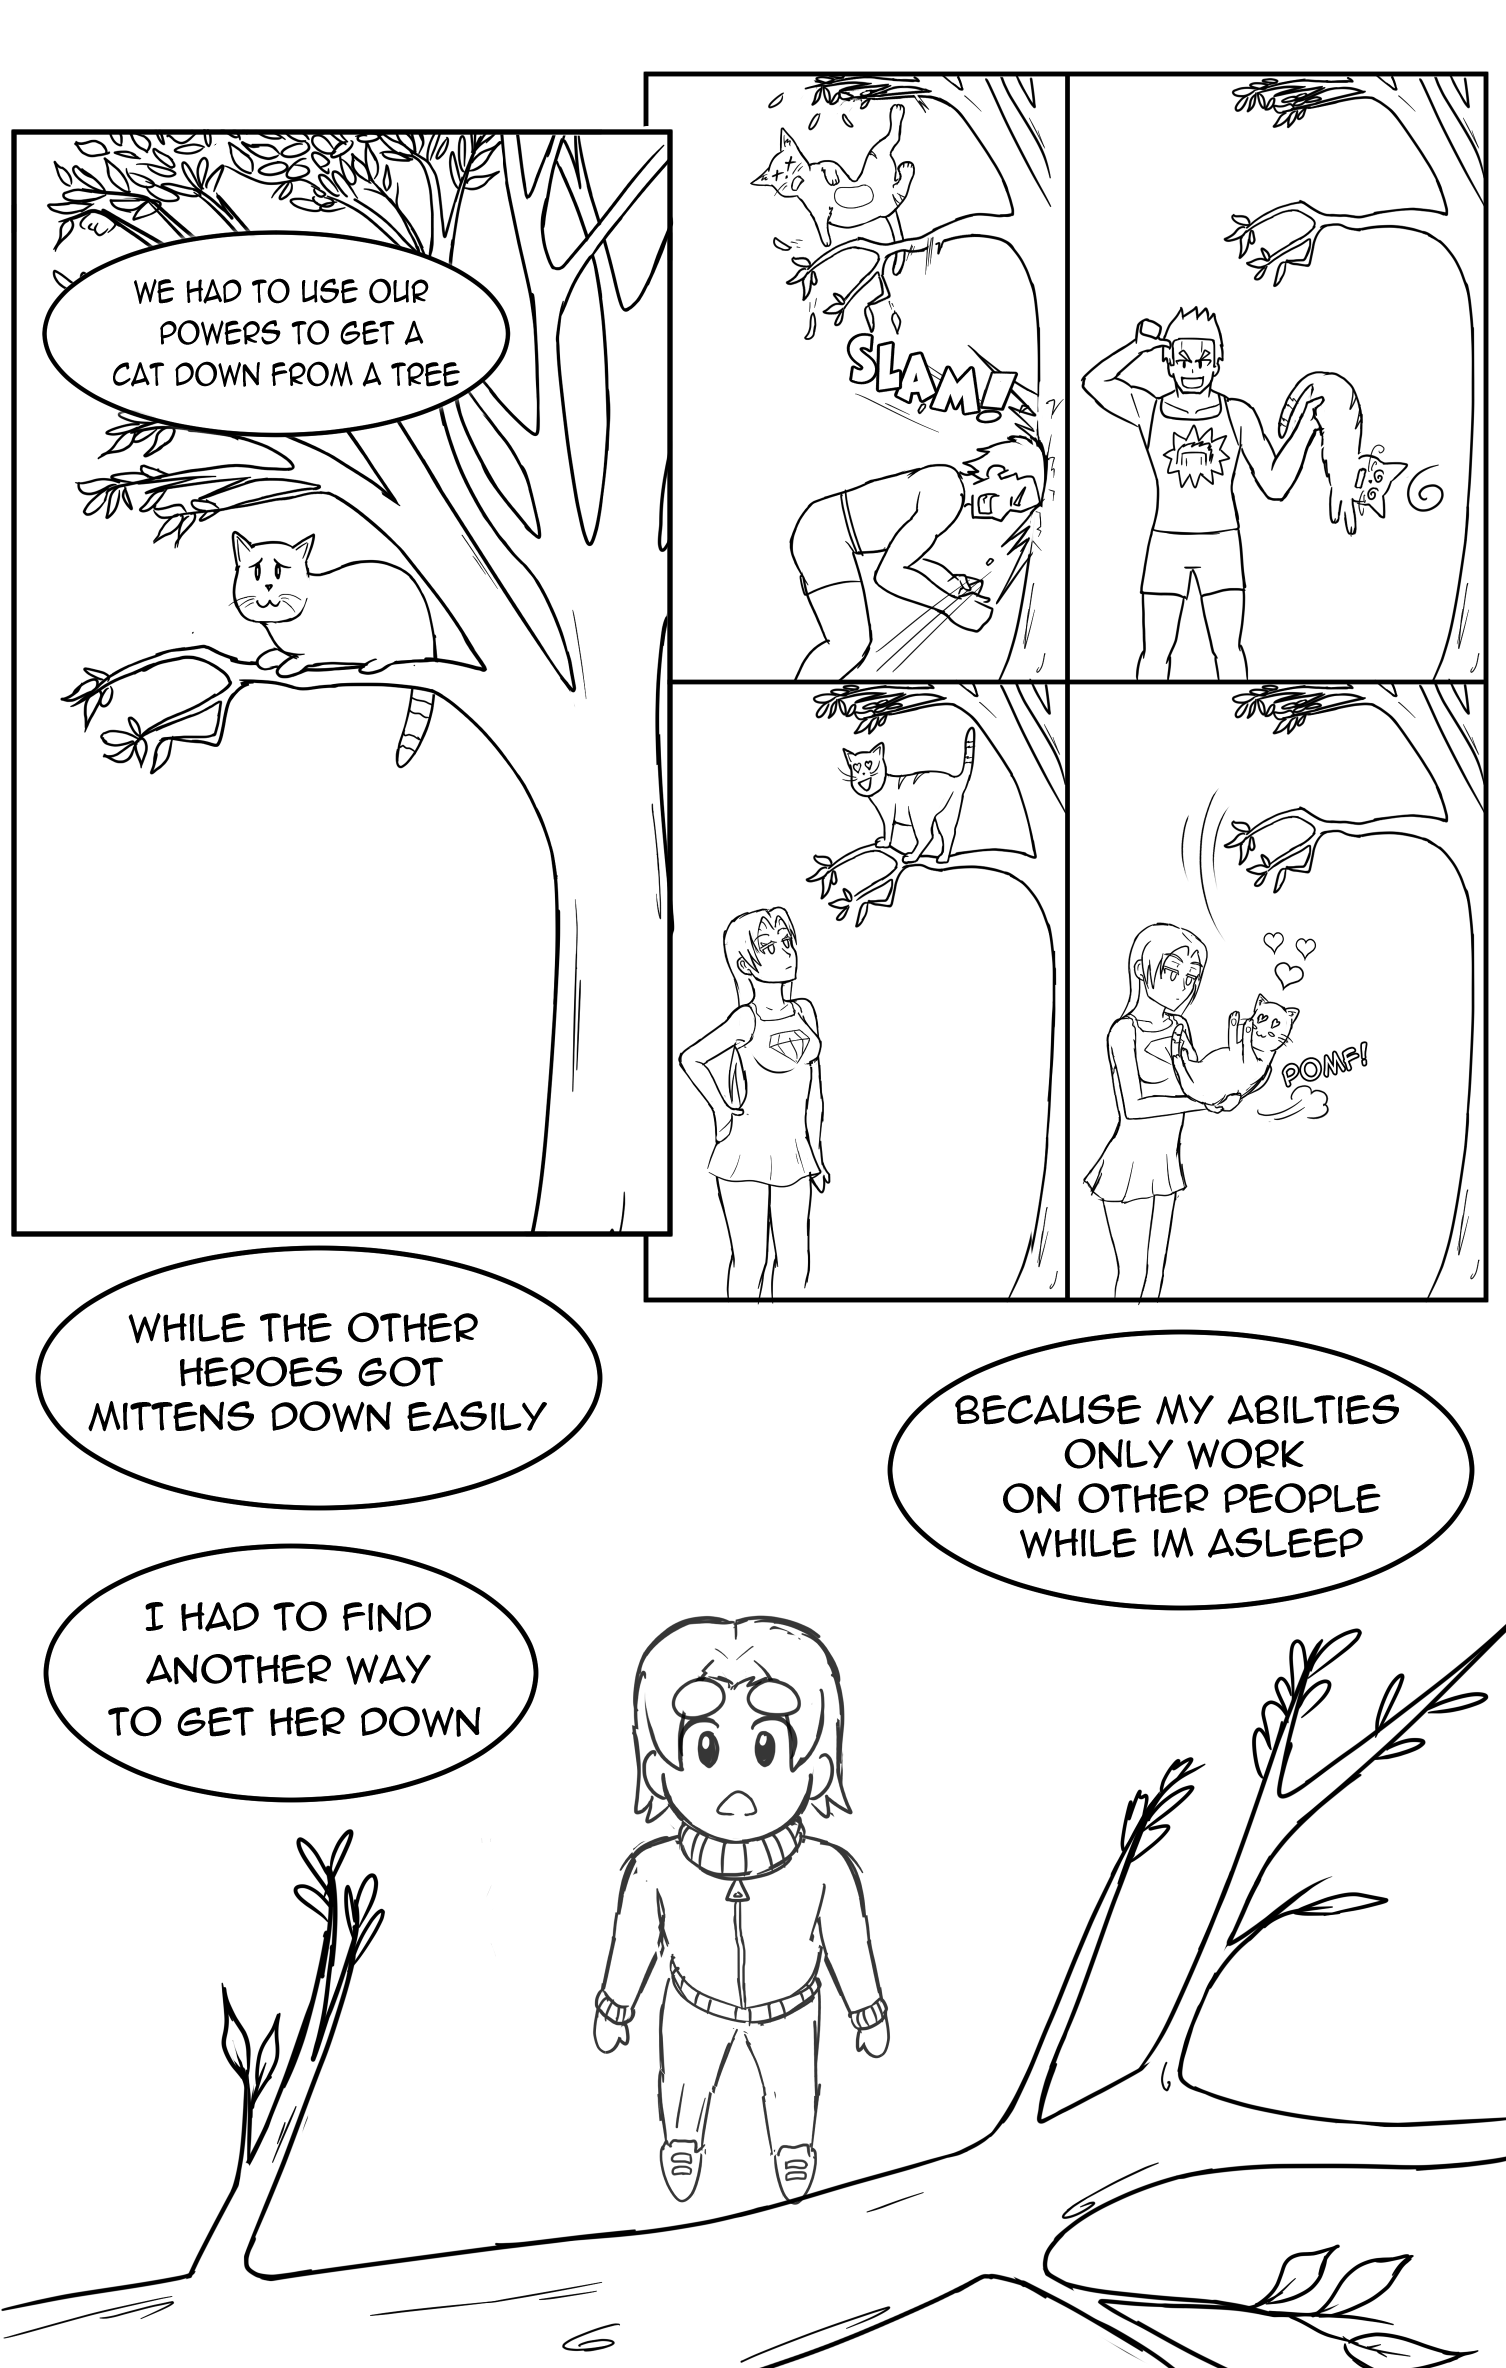 WE HAD TO USE OUR
POWERS TO GET A
CAT DOWN FROM A TREE
SLAM!
POMF!
WHILE THE OTHER
HEROES GOT
MITTENS DOWN EASILY
BECAUSE MY ABILTIES
ONLY WORK
ON OTHER PEOPLE
WHILE IM ASLEEP
I HAD TO FIND
ANOTHER WAY
TO GET HER DOWN